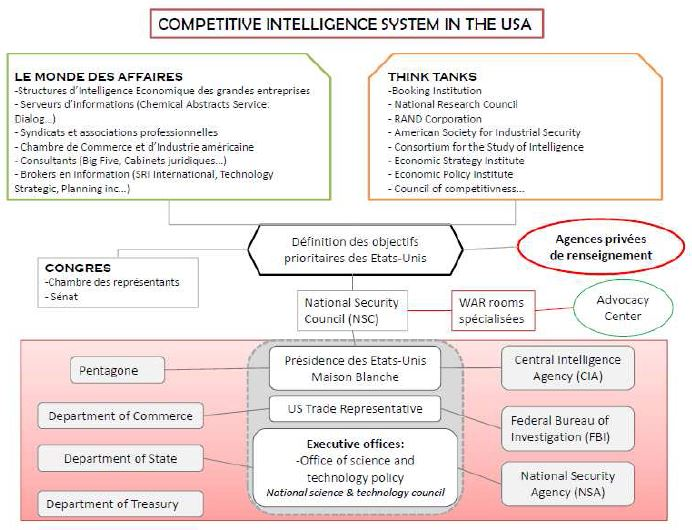 COMPETITIVE INTELLIGENCE SYSTEM IN THE USA
LE MONDE DES AFFAIRES
-Structures d'Intelligence Economique des grandes entreprises
- Serveurs d'informations (Chemical Abstracts Service:
Dialog...)
- Syndicats et associations professionnelles
- Chambre de Commerce et d'Industrie américaine
- Consultants (Big Five, Cabinets juridiques...)
- Brokers en Information (SRI International, Technology
Strategic, Planning inc...)
THINK TANKS
-Booking Institution
- National Research Council
- RAND Corporation
- American Society for Industrial Security
- Consortium for the Study of Intelligence
- Economic Strategy Institute
- Economic Policy Institute
- Council of competitivness...
Définition des objectifs
prioritaires des Etats-Unis
Agences privées
de renseignement
CONGRES
-Chambre des représentants
- Sénat
National Security
Council (NSC)
WAR rooms
spécialisées
Advocacy
Center
Pentagone
Présidence des Etats-Unis
Maison Blanche
Central Intelligence
Agency (CIA)
Department of Commerce
US Trade Representative
Federal Bureau of
Investigation (FBI)
Department of State
Executive offices:
-Office of science and
technology policy
National science & technology council
National Security
Agency (NSA)
Department of Treasury